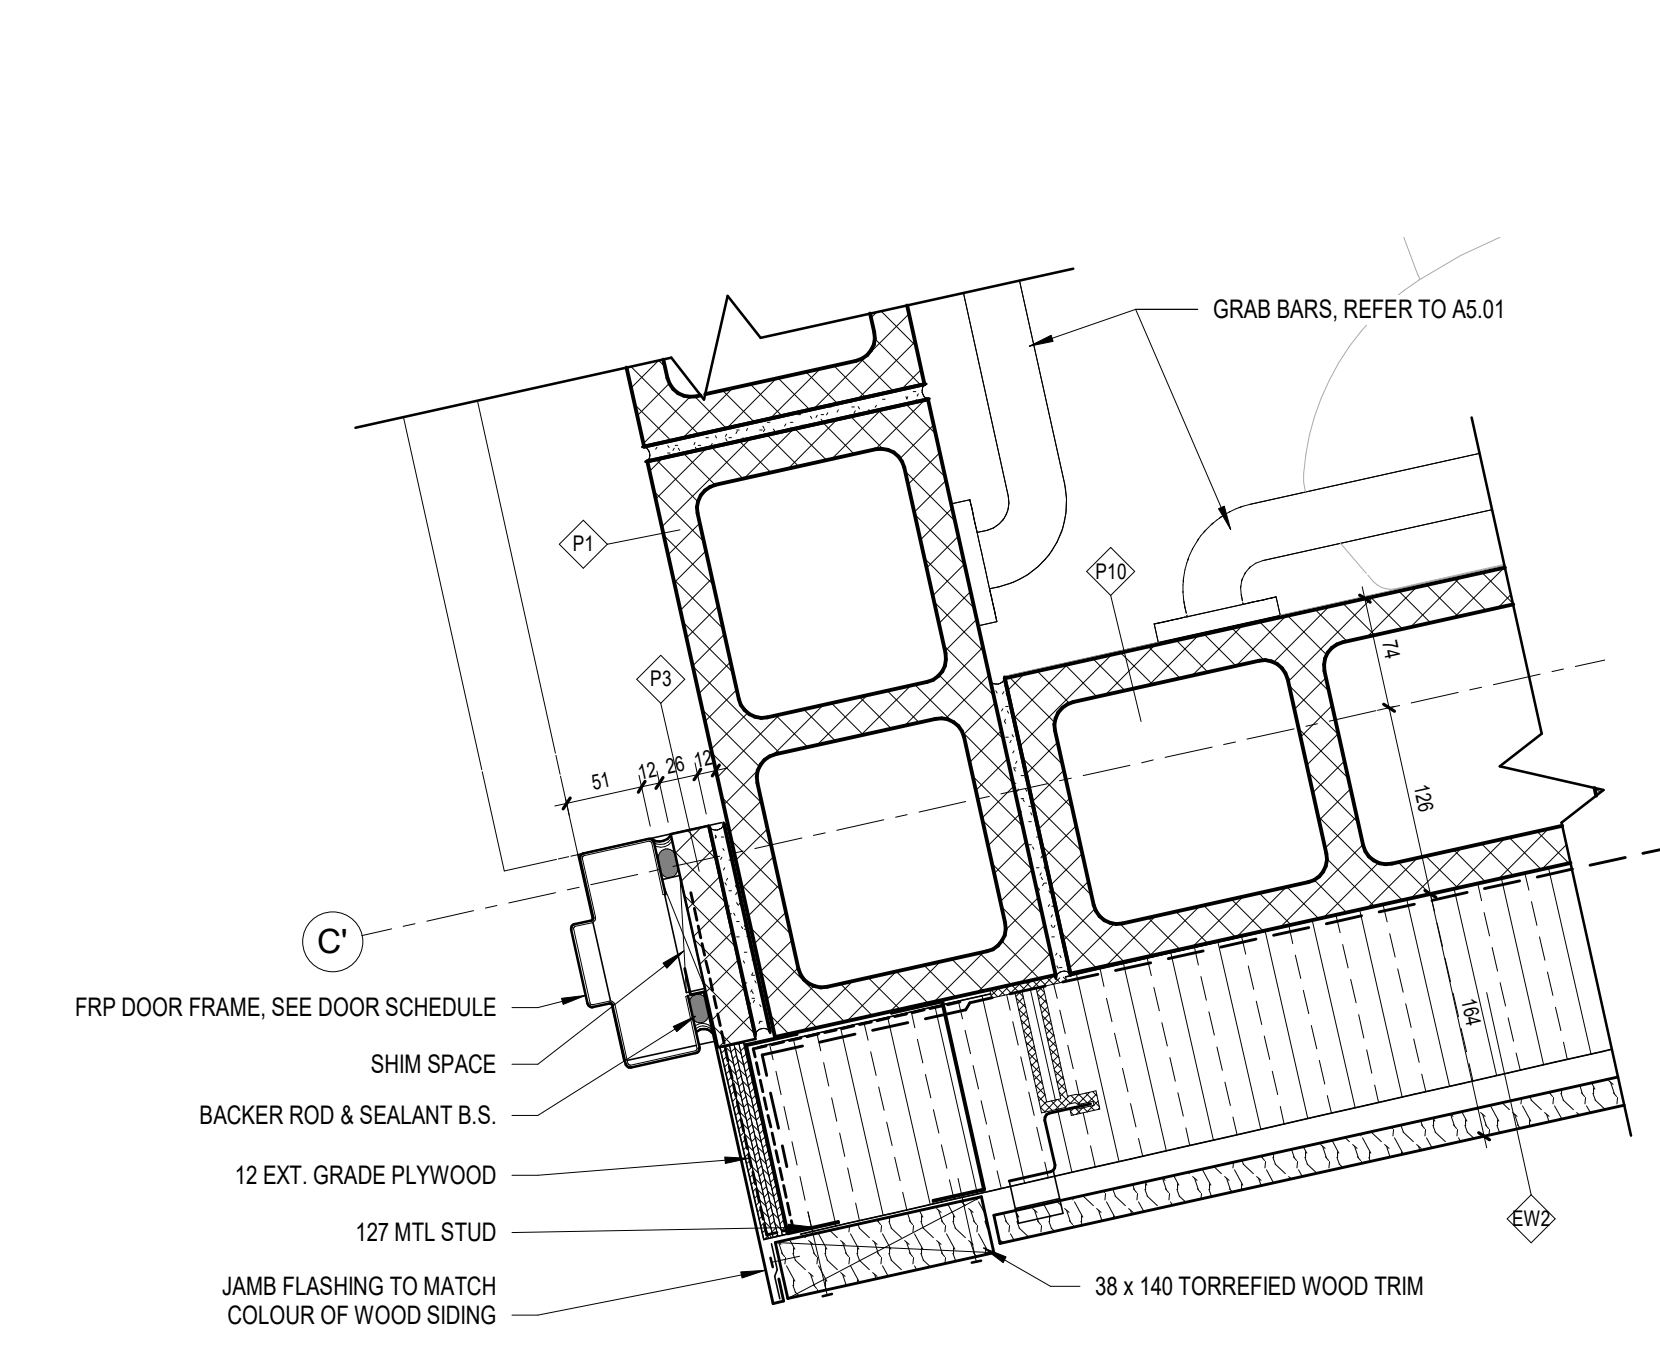 GRAB BARS, REFER TO A5.01
P1
P10
74
P3
51
12
26
12
126
C'
FRP DOOR FRAME, SEE DOOR SCHEDULE
164
SHIM SPACE
BACKER ROD & SEALANT B.S.
12 EXT. GRADE PLYWOOD
127 MTL STUD
EW2
JAMB FLASHING TO MATCH
COLOUR OF WOOD SIDING
38 x 140 TORREFIED WOOD TRIM